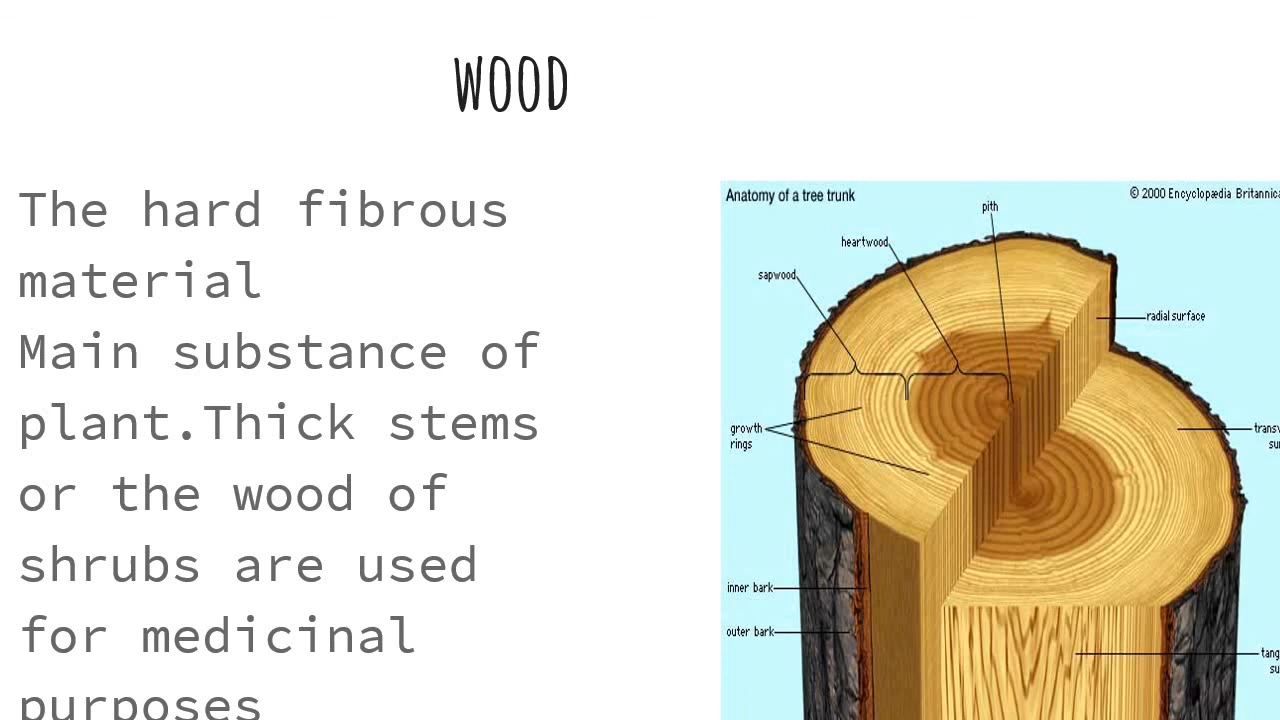 WOOD
The hard fibrous
material
Main substance of
plant.Thick stems
or the wood of
shrubs are used
for medicinal
purposes
Anatomy of a tree trunk
© 2000 Encyclopædia Britannica
pith
heartwood
sapwood
radial surface
growth
rings
inner bark
outer bark